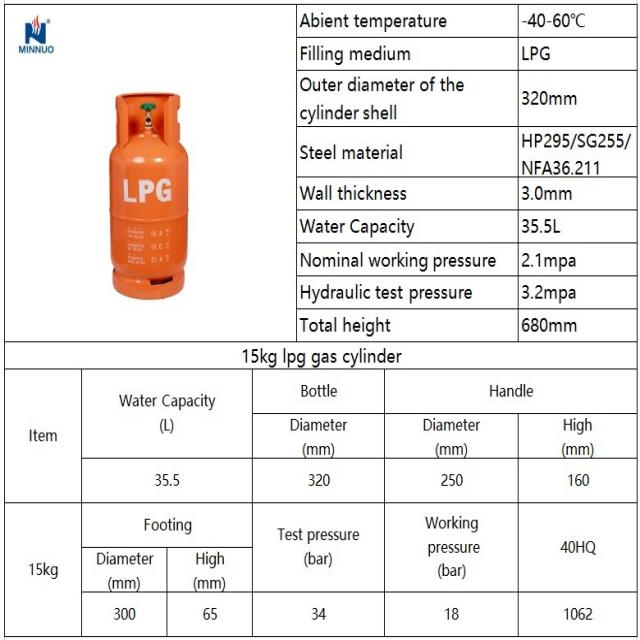 MINNUO
LPG
Abient temperature -40-60℃
Filling medium LPG
Outer diameter of the
cylinder shell 320mm
Steel material HP295/SG255/
NFA36.211
Wall thickness 3.0mm
Water Capacity 35.5L
Nominal working pressure 2.1mpa
Hydraulic test pressure 3.2mpa
Total height 680mm
15kg lpg gas cylinder
Item
Water Capacity
(L)
Bottle
Handle
Diameter
(mm)
Diameter
(mm)
High
(mm)
35.5 320 250 160
15kg
Footing
Diameter
(mm)
High
(mm)
Test pressure
(bar)
Working
pressure
(bar)
40HQ
300 65 34 18 1062